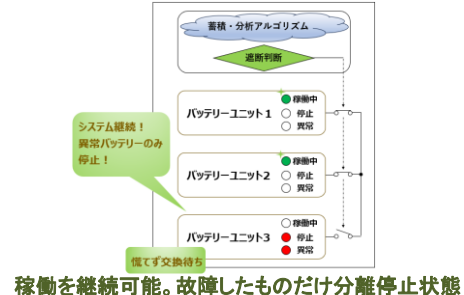 蓄積・分析アルゴリズム
遮断判断
バッテリーユニット1
稼働中
停止
異常
システム継続！
異常バッテリーのみ
停止！
バッテリーユニット2
稼働中
停止
異常
バッテリーユニット3
稼働中
停止
異常
慌てず交換待ち
稼働を継続可能。故障したものだけ分離停止状態